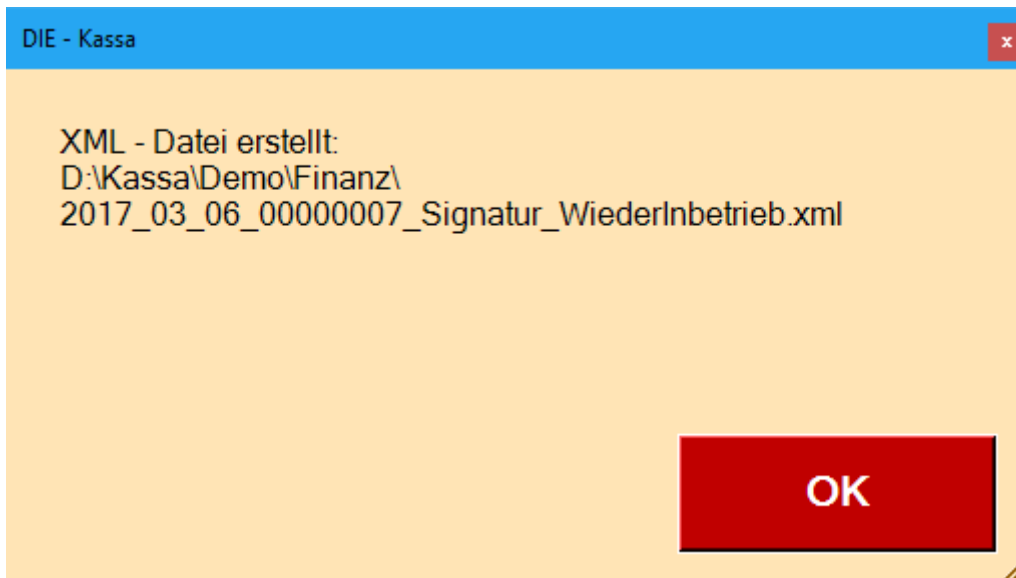 DIE - Kassa
x
XML - Datei erstellt:
D:\Kassa\Demo\Finanz\
2017_03_06_00000007_Signatur_WiederInbetrieb.xml
OK